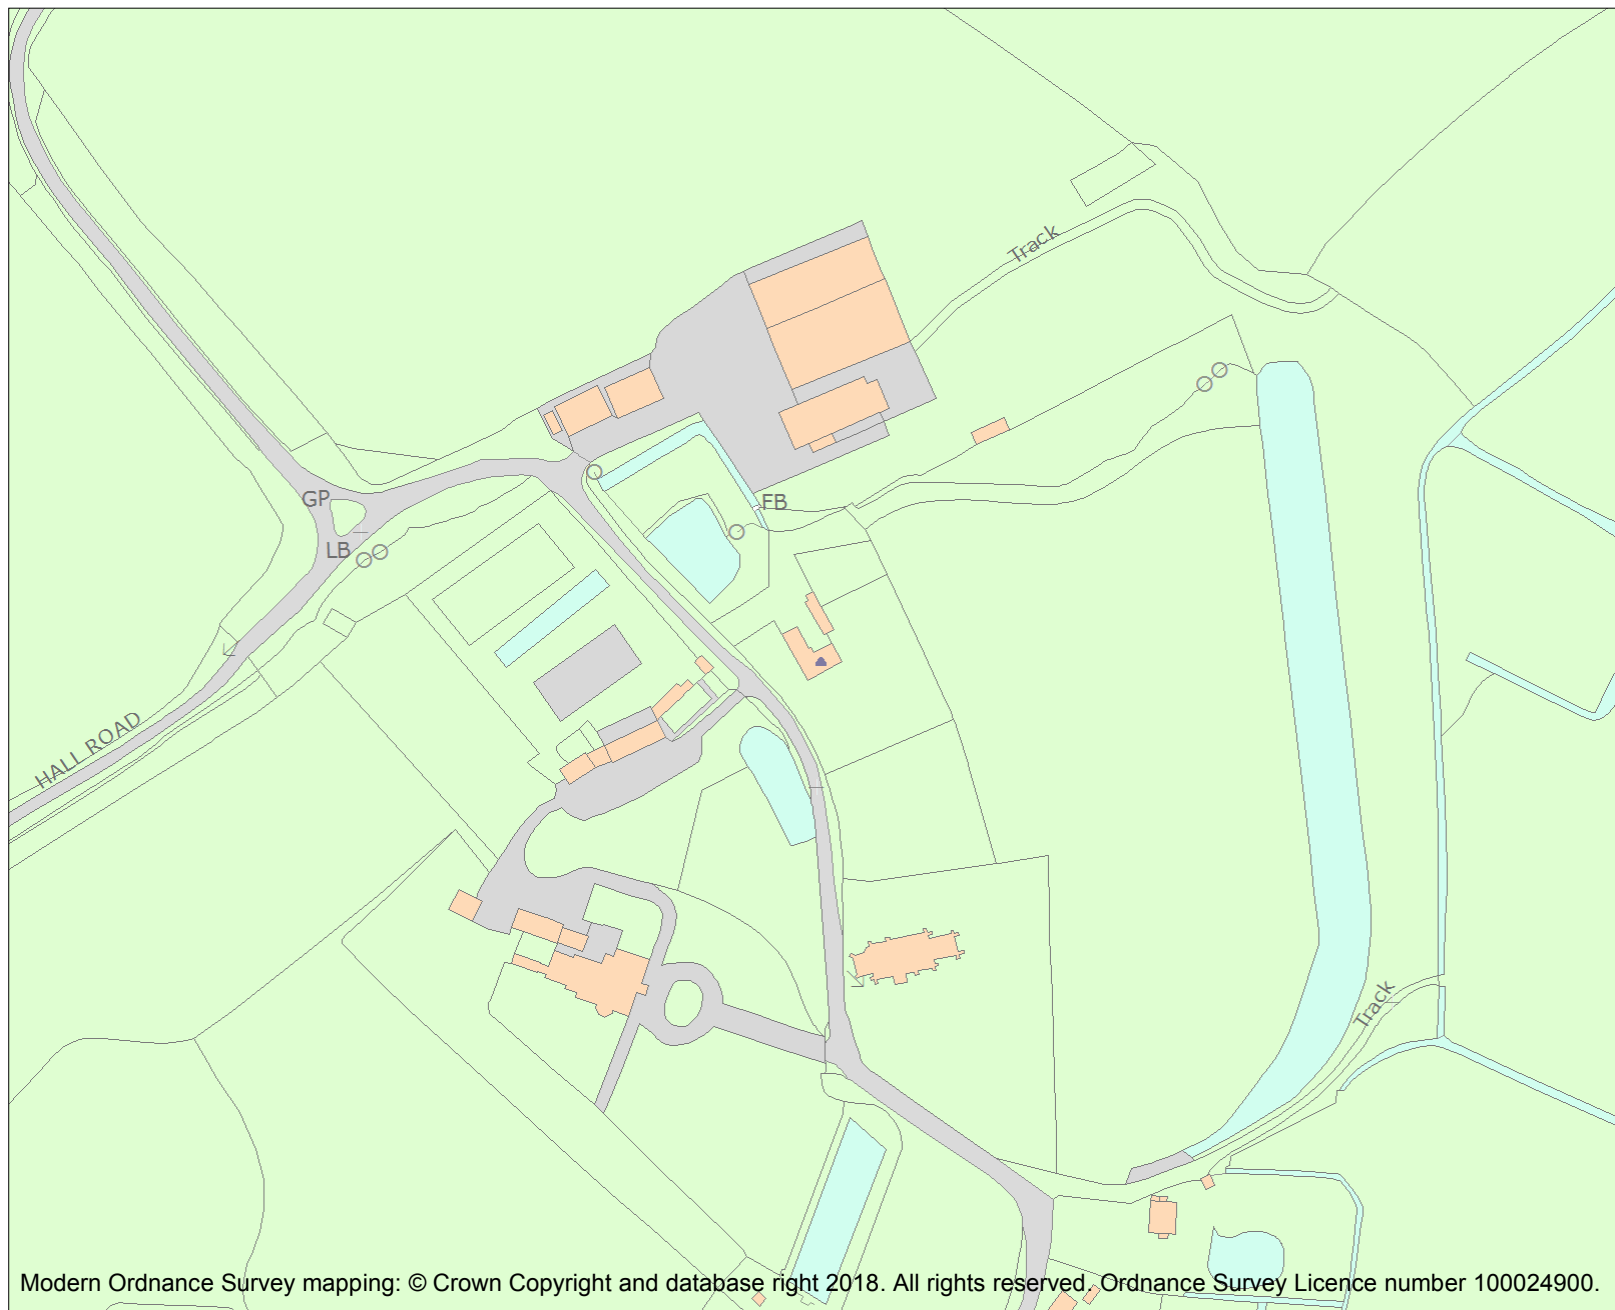 Track
GP
FB
LB
HALL ROAD
Track
Modern Ordnance Survey mapping: © Crown Copyright and database right 2018. All rights reserved. Ordnance Survey Licence number 100024900.